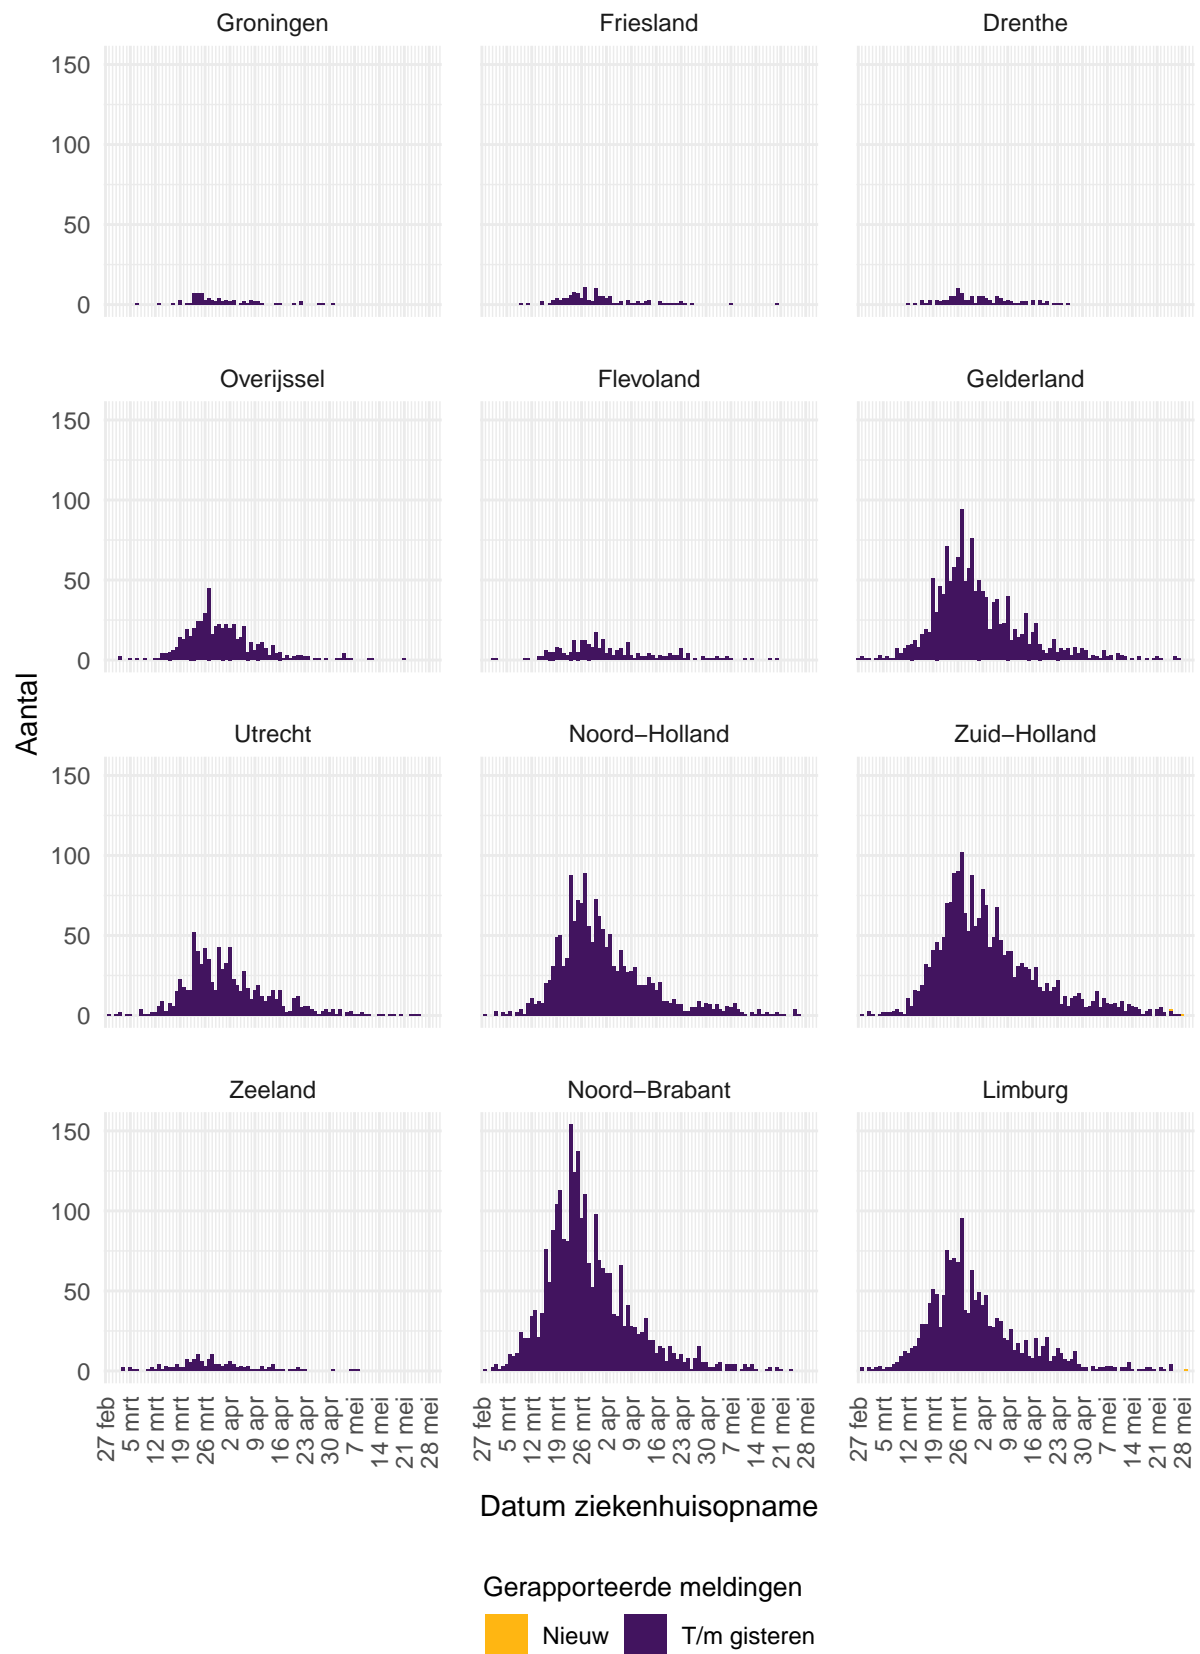 Groningen Friesland Drenthe
150
100
50
0
Overijssel Flevoland Gelderland
150
100
50
0
Aantal
Utrecht Noord−Holland Zuid−Holland
150
100
50
0
Zeeland Noord−Brabant Limburg
150
100
50
0
27 feb 5 mrt 12 mrt 19 mrt 26 mrt 2 apr 9 apr 16 apr 23 apr 30 apr 7 mei 14 mei 21 mei 28 mei
27 feb 5 mrt 12 mrt 19 mrt 26 mrt 2 apr 9 apr 16 apr 23 apr 30 apr 7 mei 14 mei 21 mei 28 mei
27 feb 5 mrt 12 mrt 19 mrt 26 mrt 2 apr 9 apr 16 apr 23 apr 30 apr 7 mei 14 mei 21 mei 28 mei
Datum ziekenhuisopname
Gerapporteerde meldingen
Nieuw T/m gisteren